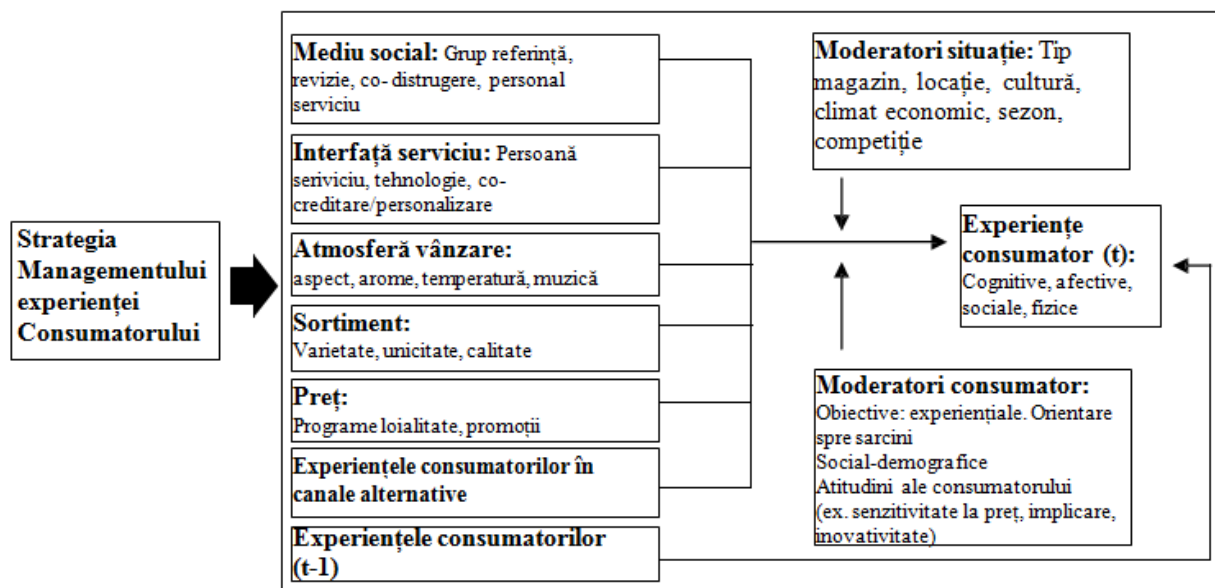 Strategia
Managementului
experienței
Consumatorului
Mediu social: Grup referință,
revizie, co- distrugere, personal
serviciu
Interfață serviciu: Persoană
seriviciu, tehnologie, co-
creditare/personalizare
Atmosferă vânzare:
aspect, arome, temperatură, muzică
Sortiment:
Varietate, unicitate, calitate
Preț:
Programe loialitate, promoții
Experiențele consumatorilor în
canale alternative
Experiențele consumatorilor
(t-1)
Moderatori situație: Tip
magazin, locație, cultură,
climat economic, sezon,
competiție
Experiențe
consumator (t):
Cognitive, afective,
sociale, fizice
Moderatori consumator:
Obiective: experiențiale. Orientare
spre sarcini
Social-demografice
Atitudini ale consumatorului
(ex. senzitivitate la preț, implicare,
inovativitate)